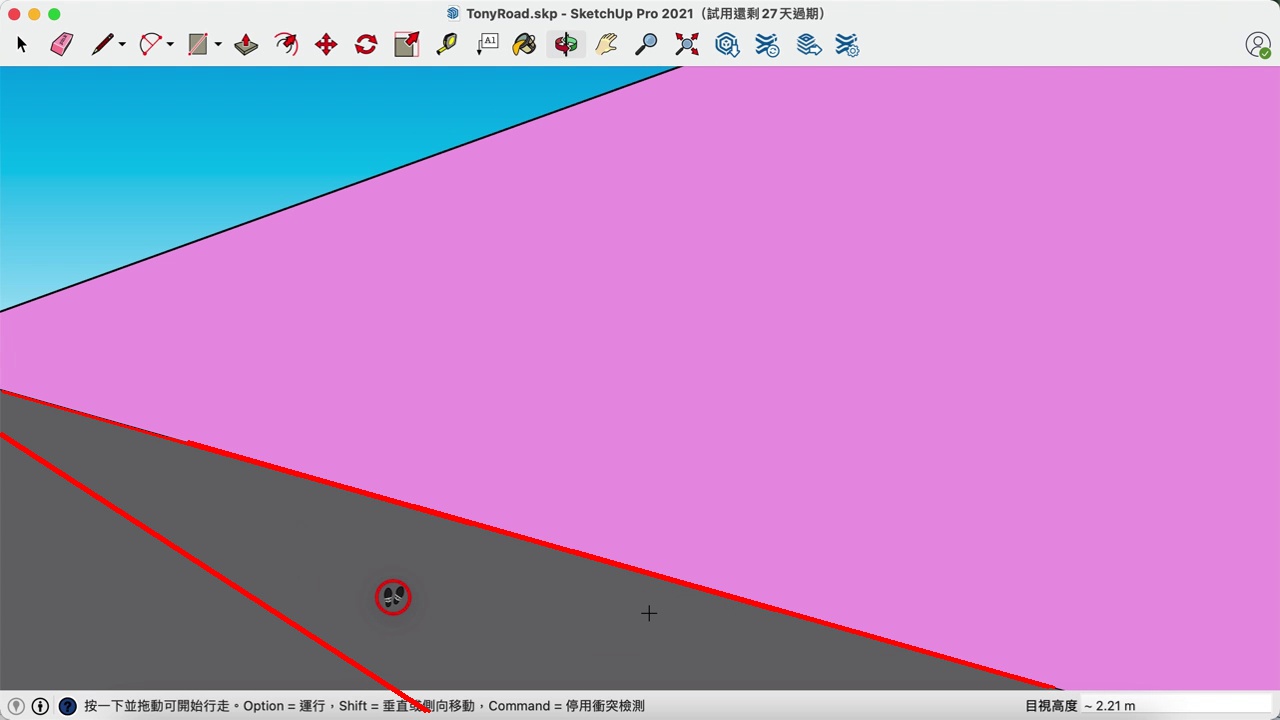 TonyRoad.skp - SketchUp Pro 2021（試用還剩 27 天過期）
A1
按一下並拖動可開始行走。Option = 運行，Shift = 垂直或側向移動，Command = 停用衝突檢測
目視高度 ~ 2.21 m